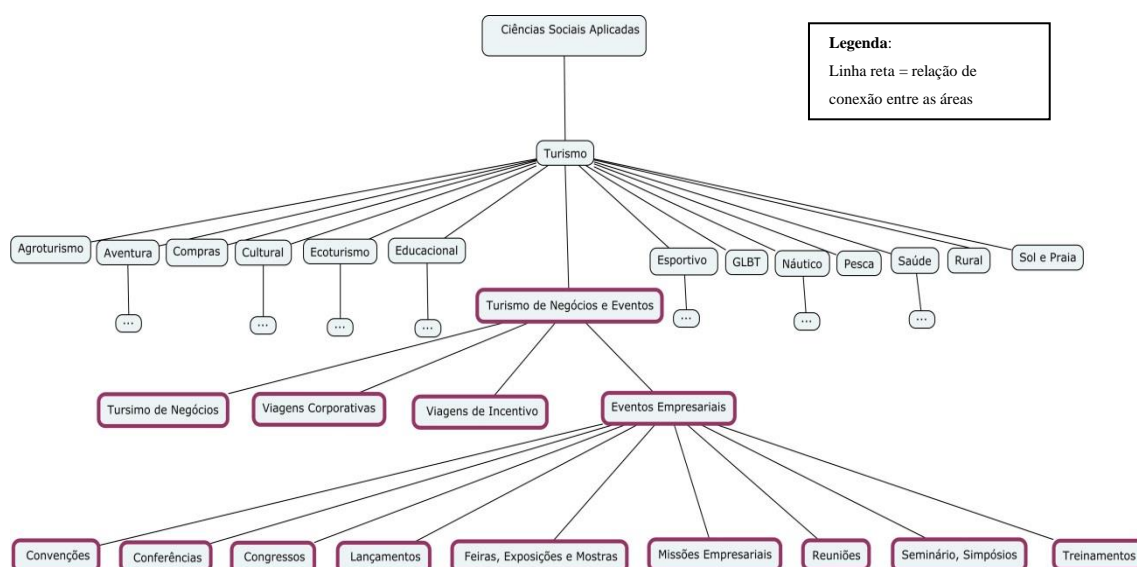 Ciências Sociais Aplicadas
Legenda:
Linha reta = relação de
conexão entre as áreas
Turismo
Agroturismo
Aventura
Compras
Cultural
Ecoturismo
Educacional
Esportivo
GLBT
Náutico
Pesca
Saúde
Rural
Sol e Praia
...
...
...
...
Turismo de Negócios e Eventos
...
...
...
Tursimo de Negócios
Viagens Corporativas
Viagens de Incentivo
Eventos Empresariais
Convenções
Conferências
Congressos
Lançamentos
Feiras, Exposições e Mostras
Missões Empresariais
Reuniões
Seminário, Simpósios
Treinamentos